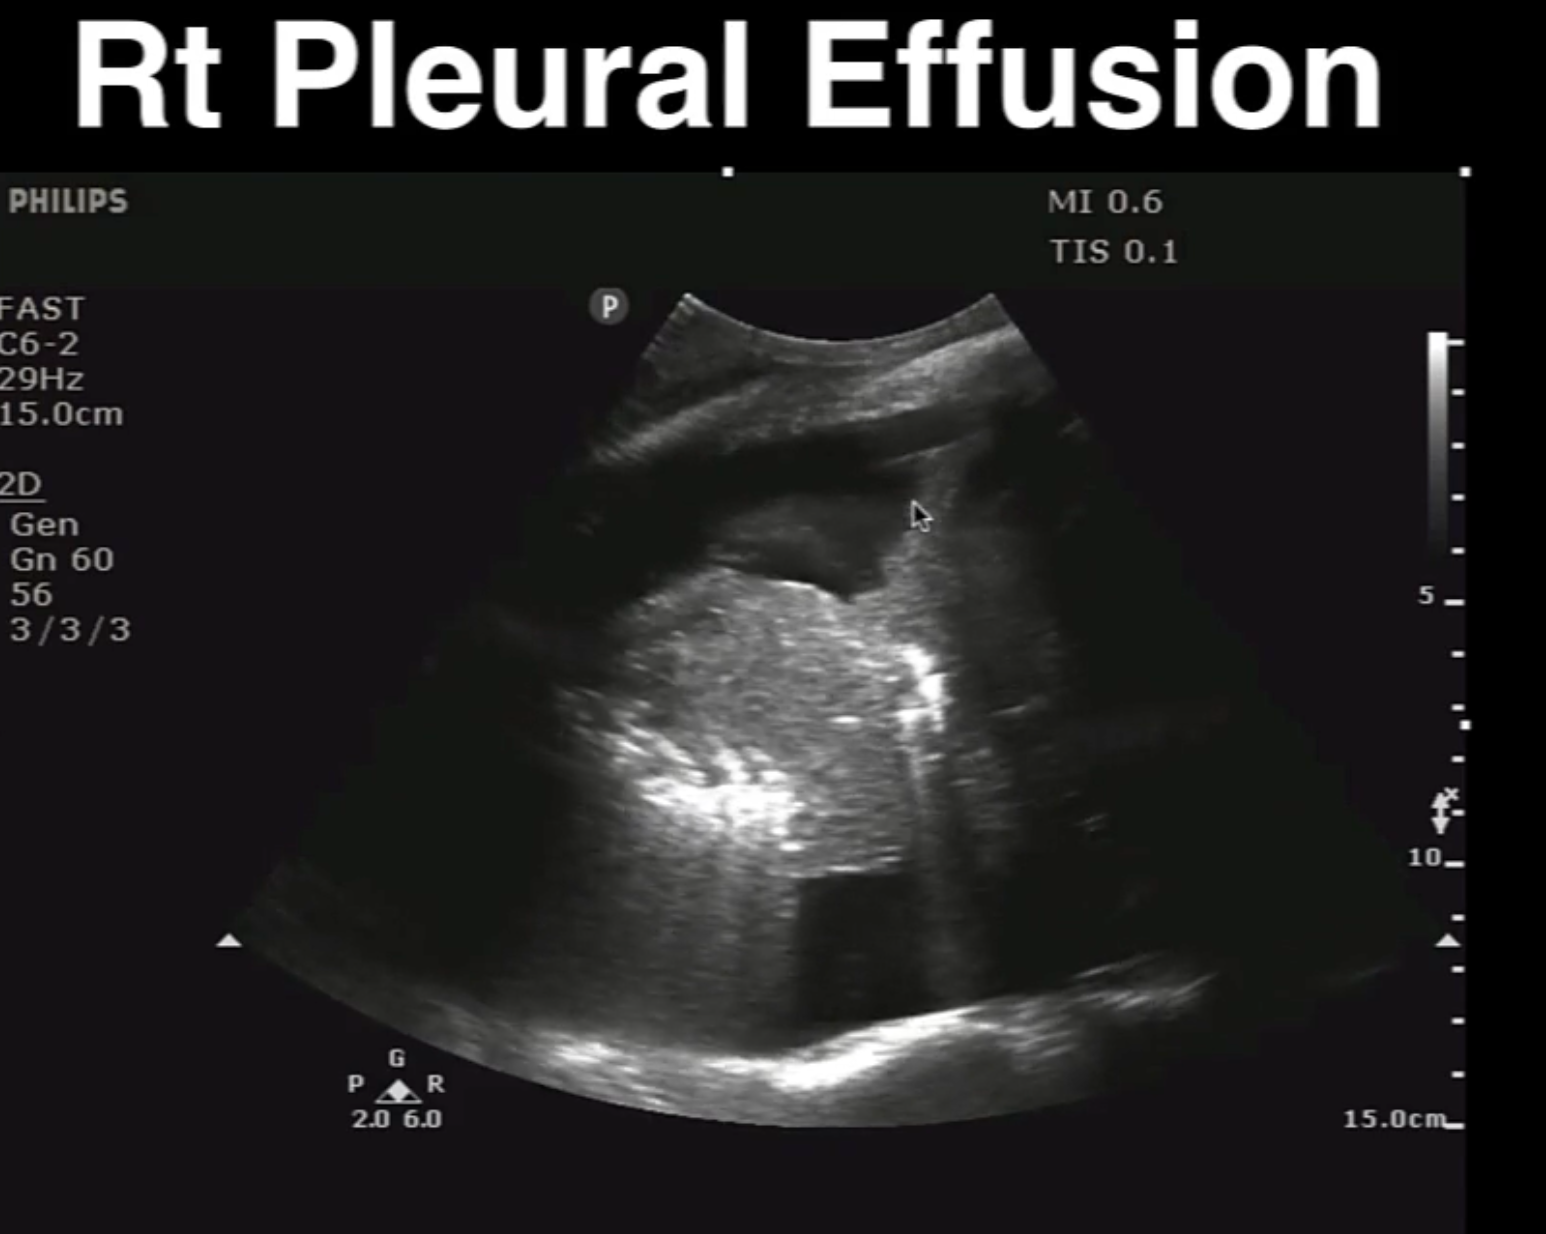 Rt Pleural Effusion
PHILIPS
MI 0.6
TIS 0.1
FAST
C6-2
29Hz
15.0cm
2D
Gen
Gn 60
56
3/3/3
P
5
10
15.0cm
G
P R
2.0 6.0